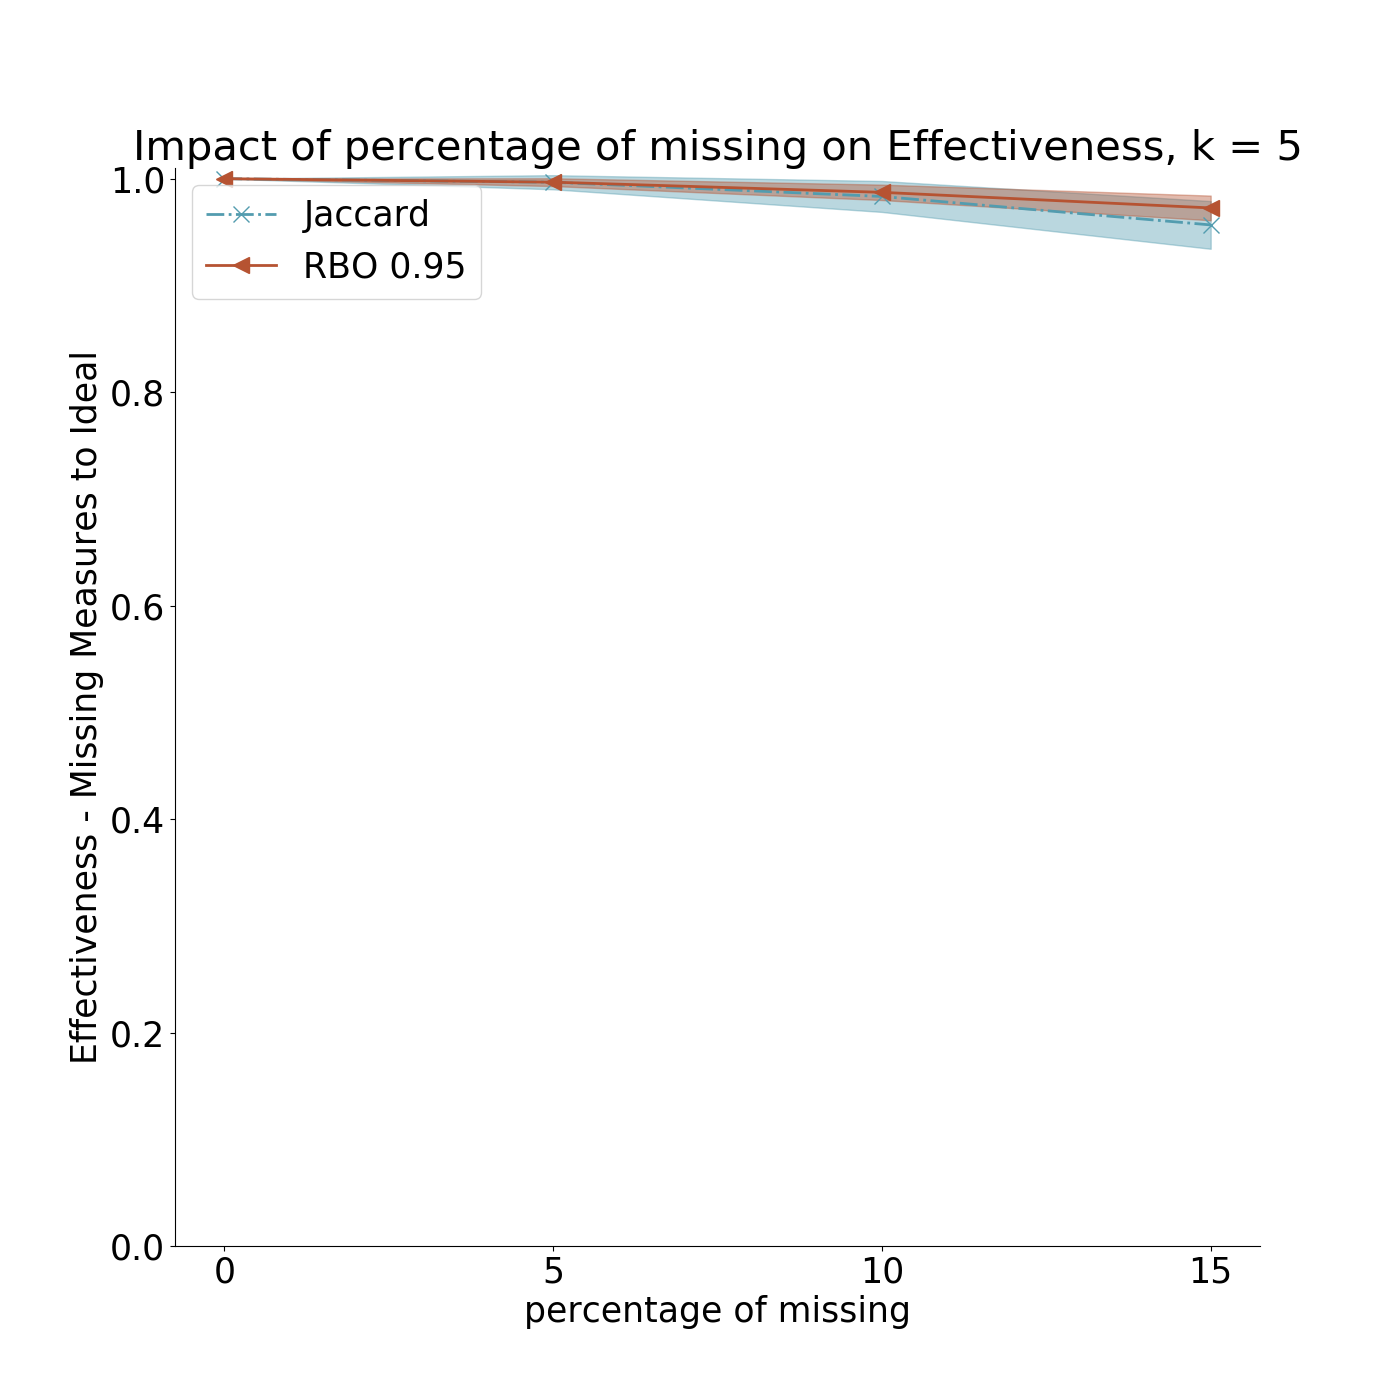 Impact of percentage of missing on Effectiveness, k = 5
1.0
Jaccard
RBO 0.95
0.8
0.6
0.4
0.2
0.0
Effectiveness - Missing Measures to Ideal
0 5 10 15
percentage of missing